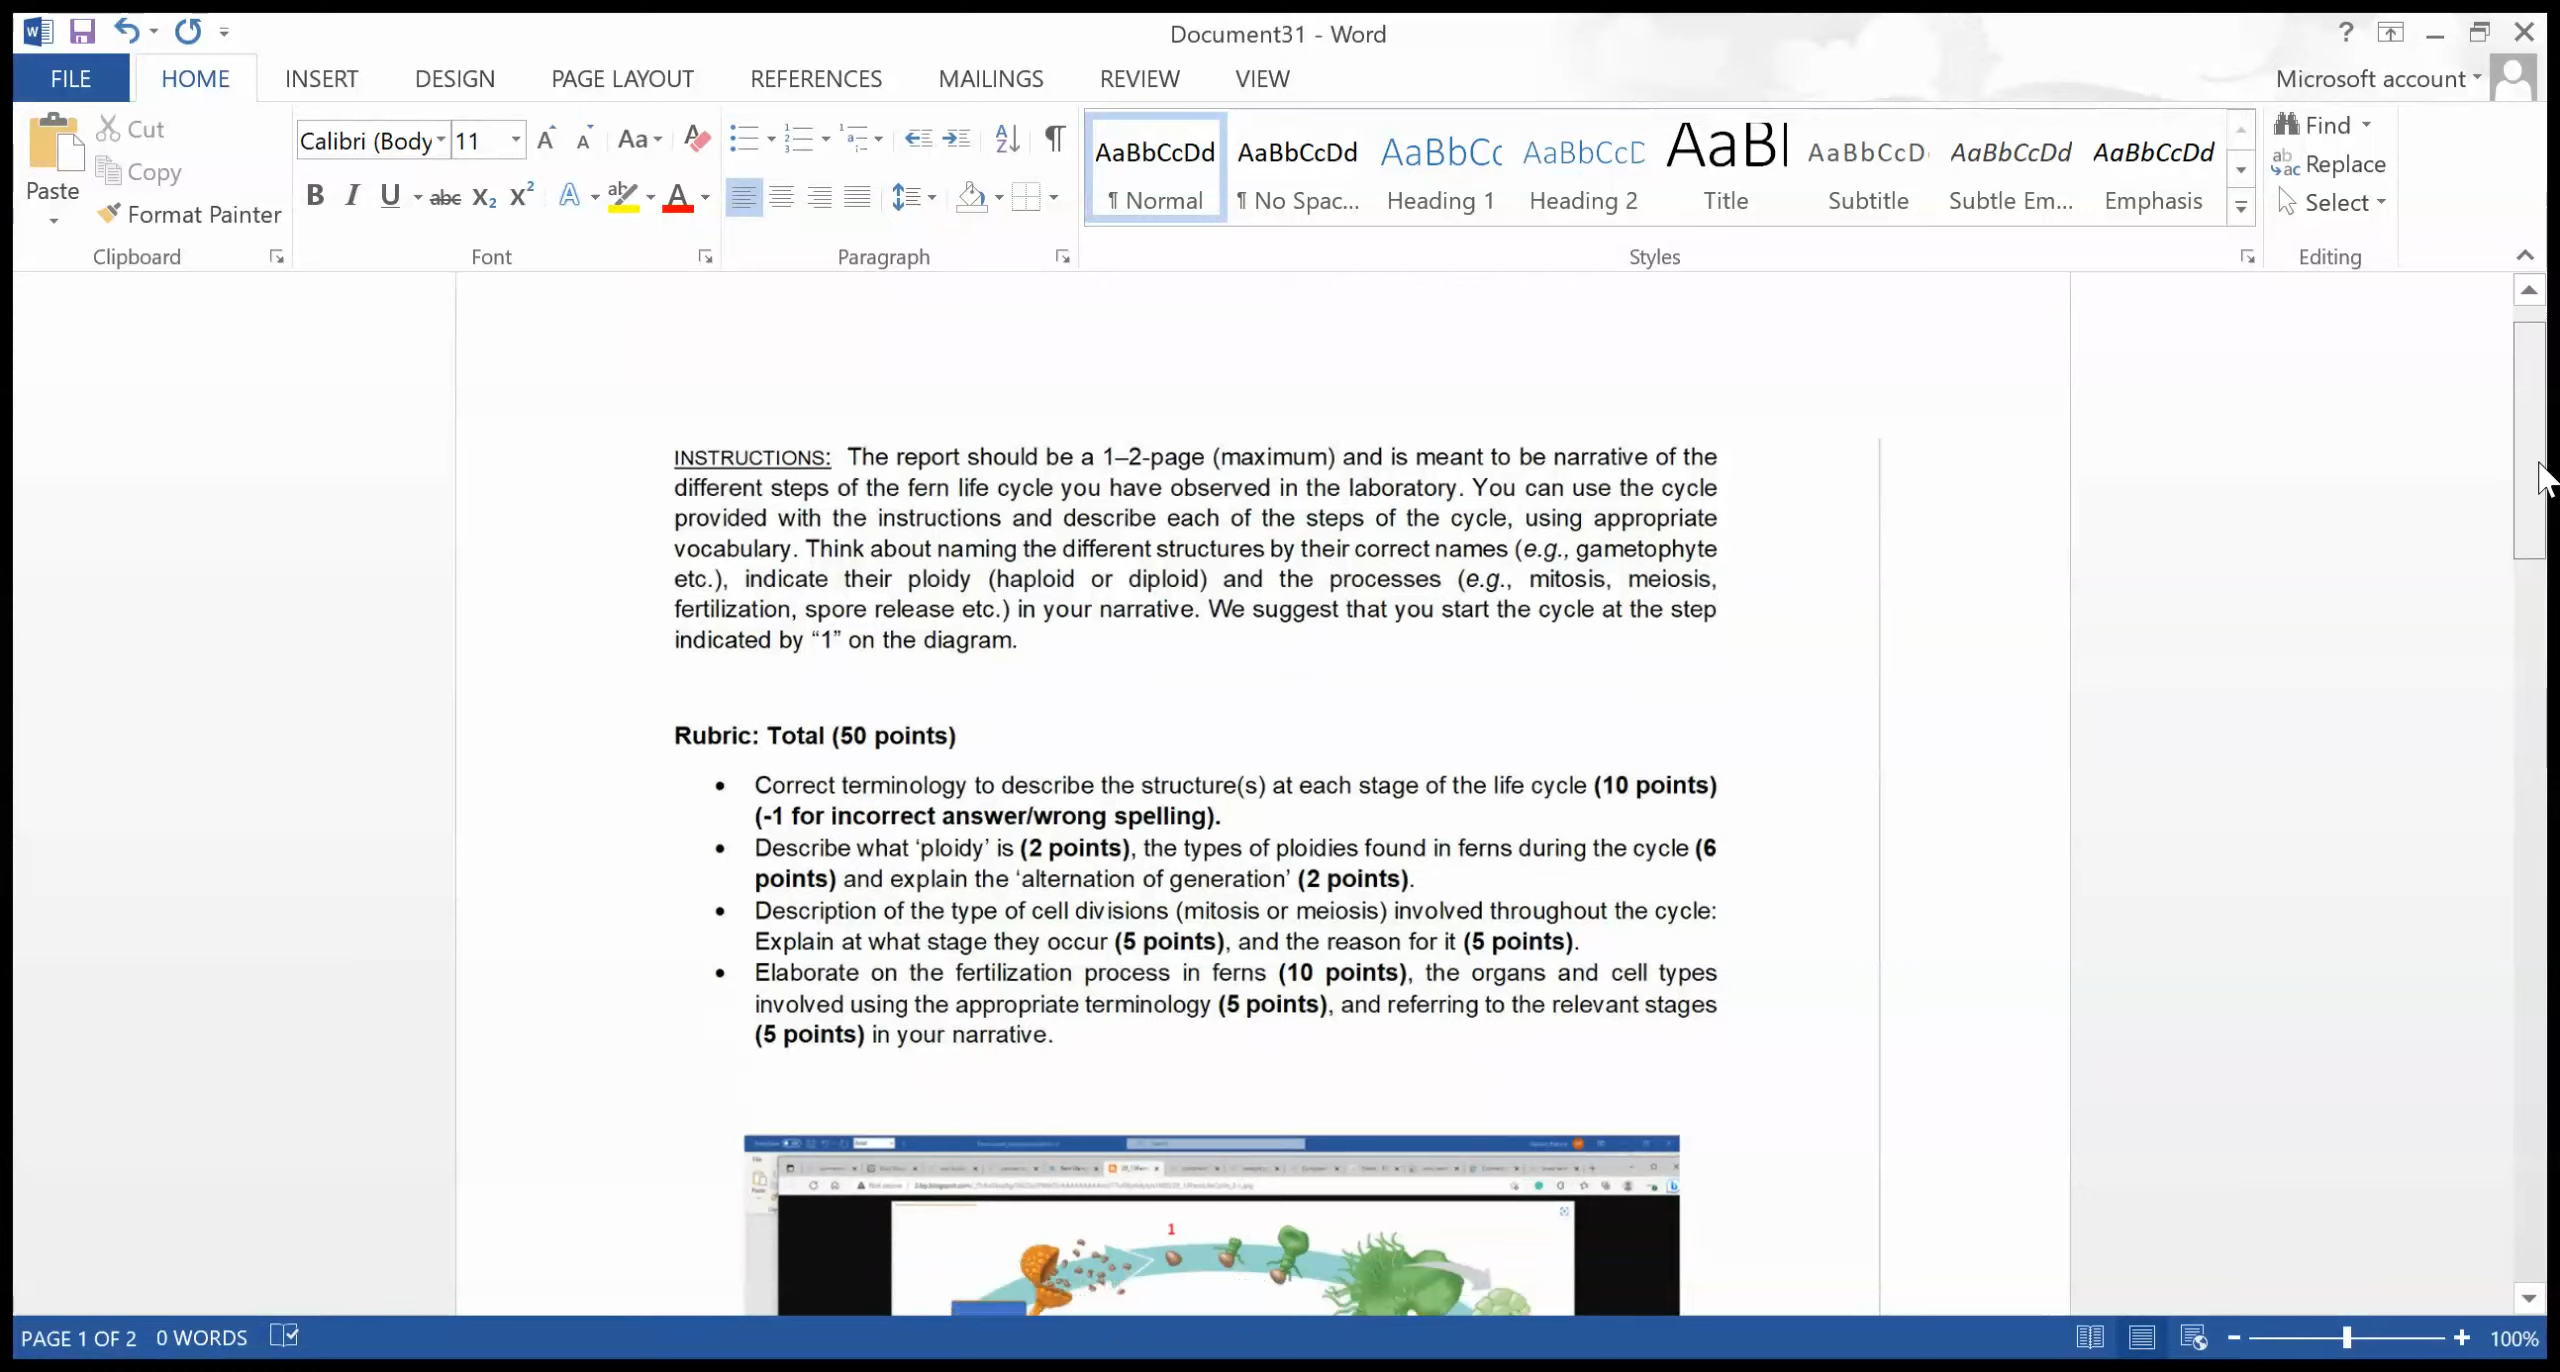 Document31 - Word
FILE HOME INSERT DESIGN PAGE LAYOUT REFERENCES MAILINGS REVIEW VIEW Microsoft account
Paste Cut Copy Format Painter
Calibri (Body 11
AaBbCcDd AaBbCcDd AaBbCc AaBbCcD AaBl AaBbCcD AaBbCcDd AaBbCcDd
¶ Normal ¶ No Spac... Heading 1 Heading 2 Title Subtitle Subtle Em... Emphasis
Find
Replace
Select
Clipboard Font Paragraph Styles Editing
INSTRUCTIONS: The report should be a 1–2-page (maximum) and is meant to be narrative of the
different steps of the fern life cycle you have observed in the laboratory. You can use the cycle
provided with the instructions and describe each of the steps of the cycle, using appropriate
vocabulary. Think about naming the different structures by their correct names (e.g., gametophyte
etc.), indicate their ploidy (haploid or diploid) and the processes (e.g., mitosis, meiosis,
fertilization, spore release etc.) in your narrative. We suggest that you start the cycle at the step
indicated by “1” on the diagram.
Rubric: Total (50 points)
• Correct terminology to describe the structure(s) at each stage of the life cycle (10 points)
(-1 for incorrect answer/wrong spelling).
• Describe what ‘ploidy’ is (2 points), the types of ploidies found in ferns during the cycle (6
points) and explain the ‘alternation of generation’ (2 points).
• Description of the type of cell divisions (mitosis or meiosis) involved throughout the cycle:
Explain at what stage they occur (5 points), and the reason for it (5 points).
• Elaborate on the fertilization process in ferns (10 points), the organs and cell types
involved using the appropriate terminology (5 points), and referring to the relevant stages
(5 points) in your narrative.
1
PAGE 1 OF 2 0 WORDS 100%